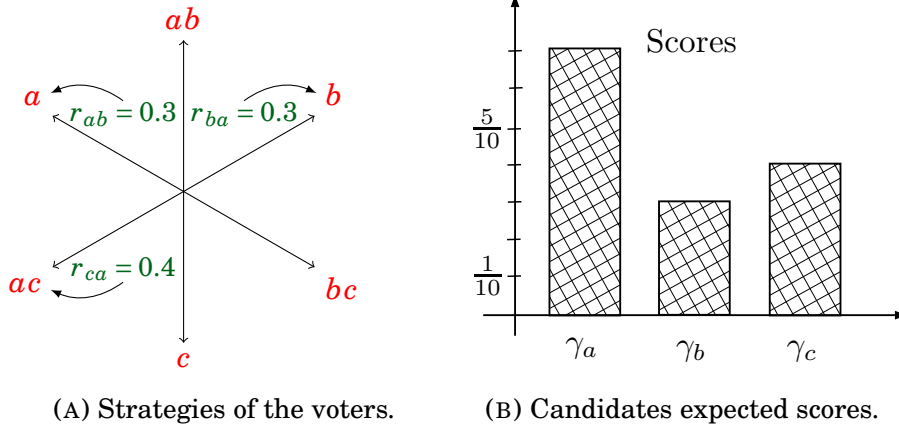 ab
a
b
r_{ab} = 0.3
r_{ba} = 0.3
r_{ca} = 0.4
ac
bc
c
(A) Strategies of the voters.
Scores
5/10
1/10
γ_a
γ_b
γ_c
(B) Candidates expected scores.